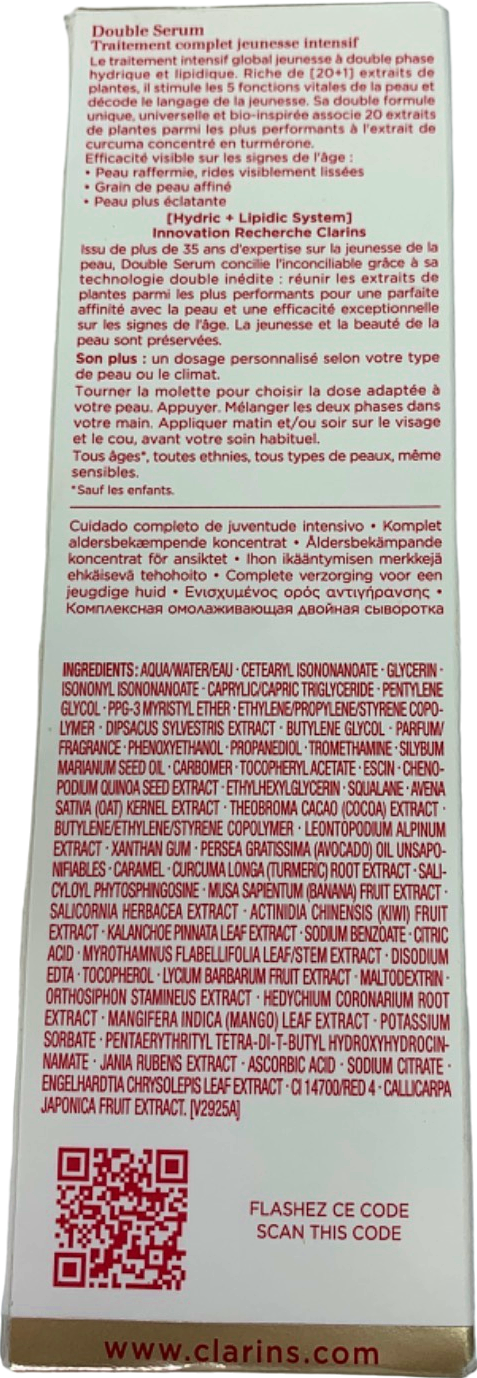 Double Serum
Traitement complet jeunesse intensif
Le traitement intensif global jeunesse à double phase
hydrique et lipidique. Riche de [20+1] extraits de
plantes, il stimule les 5 fonctions vitales de la peau et
décode le langage de la jeunesse. Sa double formule
unique, universelle et bio-inspirée associe 20 extraits
de plantes parmi les plus performants à l'extrait de
curcuma concentré en turmérone.
Efficacité visible sur les signes de l'âge :
• Peau raffermie, rides visiblement lissées
• Grain de peau affiné
• Peau plus éclatante
[Hydric + Lipidic System]
Innovation Recherche Clarins
Issu de plus de 35 ans d'expertise sur la jeunesse de la
peau, Double Serum concilie l'inconciliable grâce à sa
technologie double inédite : réunir les extraits de
plantes parmi les plus performants pour une parfaite
affinité avec la peau et une efficacité exceptionnelle
sur les signes de l'âge. La jeunesse et la beauté de la
peau sont préservées.
Son plus : un dosage personnalisé selon votre type
de peau ou le climat.
Tourner la molette pour choisir la dose adaptée à
votre peau. Appuyer. Mélanger les deux phases dans
votre main. Appliquer matin et/ou soir sur le visage
et le cou, avant votre soin habituel.
Tous âges*, toutes ethnies, tous types de peaux, même
sensibles.
*Sauf les enfants.
Cuidado completo de juventude intensivo • Komplet
aldersbekæmpende koncentrat • Åldersbekämpande
koncentrat för ansiktet • Ihon ikääntymisen merkkejä
ehkäisevä tehohoito • Complete verzorging voor een
jeugdige huid • Ενισχυμένος ορός αντιγήρανσης •
Комплексная омолаживающая двойная сыворотка
INGREDIENTS: AQUA/WATER/EAU · CETEARYL ISONONANOATE · GLYCERIN ·
ISONONYL ISONONANOATE · CAPRYLIC/CAPRIC TRIGLYCERIDE · PENTYLENE
GLYCOL · PPG-3 MYRISTYL ETHER · ETHYLENE/PROPYLENE/STYRENE COPO-
LYMER · DIPSACUS SYLVESTRIS EXTRACT · BUTYLENE GLYCOL · PARFUM/
FRAGRANCE · PHENOXYETHANOL · PROPANEDIOL · TROMETHAMINE · SILYBUM
MARIANUM SEED OIL · CARBOMER · TOCOPHERYL ACETATE · ESCIN · CHENO-
PODIUM QUINOA SEED EXTRACT · ETHYLHEXYLGLYCERIN · SQUALANE · AVENA
SATIVA (OAT) KERNEL EXTRACT · THEOBROMA CACAO (COCOA) EXTRACT ·
BUTYLENE/ETHYLENE/STYRENE COPOLYMER · LEONTOPODIUM ALPINUM
EXTRACT · XANTHAN GUM · PERSEA GRATISSIMA (AVOCADO) OIL UNSAPO-
NIFIABLES · CARAMEL · CURCUMA LONGA (TURMERIC) ROOT EXTRACT · SALI-
CYLOYL PHYTOSPHINGOSINE · MUSA SAPIENTUM (BANANA) FRUIT EXTRACT ·
SALICORNIA HERBACEA EXTRACT · ACTINIDIA CHINENSIS (KIWI) FRUIT
EXTRACT · KALANCHOE PINNATA LEAF EXTRACT · SODIUM BENZOATE · CITRIC
ACID · MYROTHAMNUS FLABELLIFOLIA LEAF/STEM EXTRACT · DISODIUM
EDTA · TOCOPHEROL · LYCIUM BARBARUM FRUIT EXTRACT · MALTODEXTRIN ·
ORTHOSIPHON STAMINEUS EXTRACT · HEDYCHIUM CORONARIUM ROOT
EXTRACT · MANGIFERA INDICA (MANGO) LEAF EXTRACT · POTASSIUM
SORBATE · PENTAERYTHRITYL TETRA-DI-T-BUTYL HYDROXYHYDROCIN-
NAMATE · JANIA RUBENS EXTRACT · ASCORBIC ACID · SODIUM CITRATE ·
ENGELHARDTIA CHRYSOLEPIS LEAF EXTRACT · CI 14700/RED 4 · CALLICARPA
JAPONICA FRUIT EXTRACT. [V2925A]
FLASHEZ CE CODE
SCAN THIS CODE
www.clarins.com